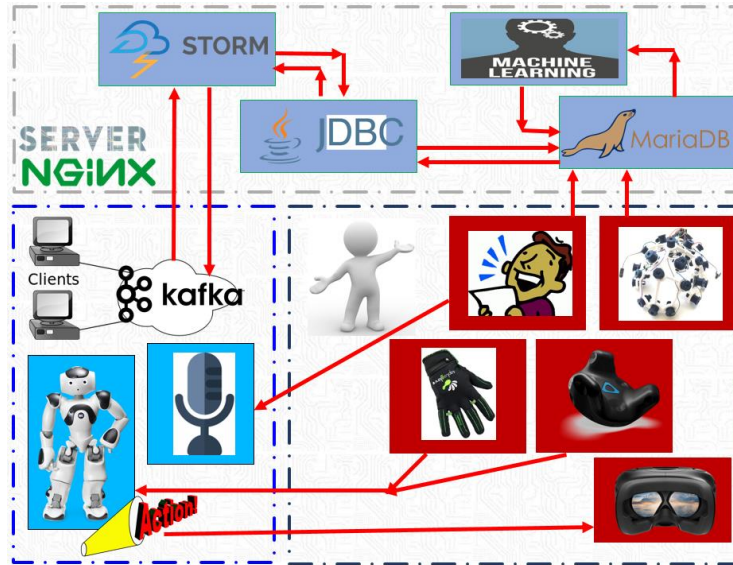 STORM
MACHINE
LEARNING
JDBC
MariaDB
SERVER
NGiNX
Clients
kafka
Action!